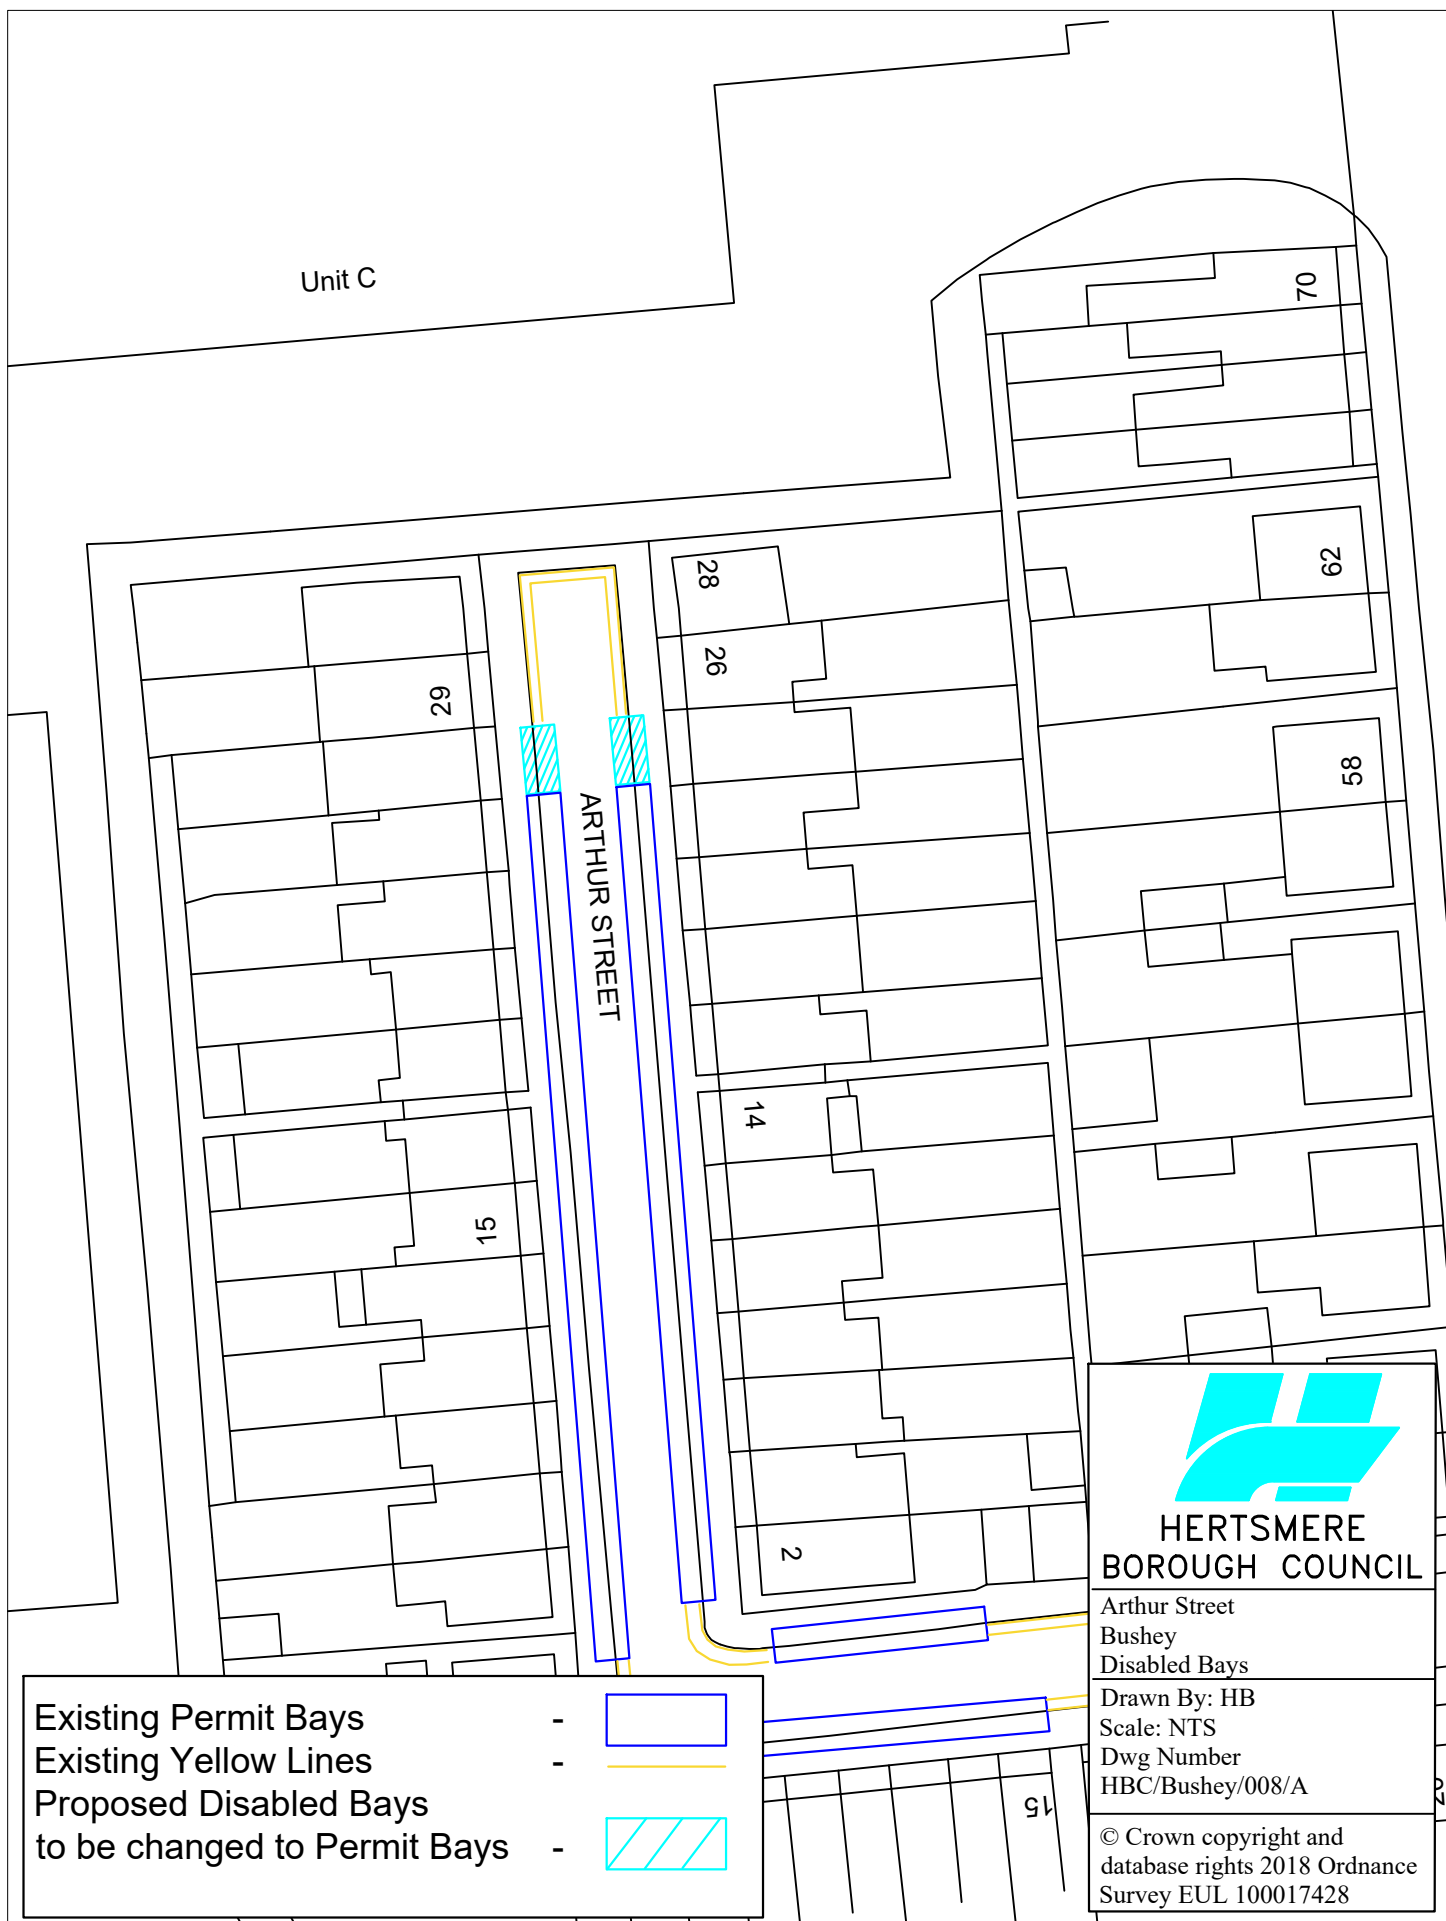 Unit C
70
62
28
26
29
58
ARTHUR STREET
14
15
2
HERTSMERE
BOROUGH COUNCIL
Arthur Street
Bushey
Disabled Bays
Drawn By: HB
Scale: NTS
Dwg Number
HBC/Bushey/008/A
© Crown copyright and
database rights 2018 Ordnance
Survey EUL 100017428
Existing Permit Bays -
Existing Yellow Lines -
Proposed Disabled Bays
to be changed to Permit Bays -
15